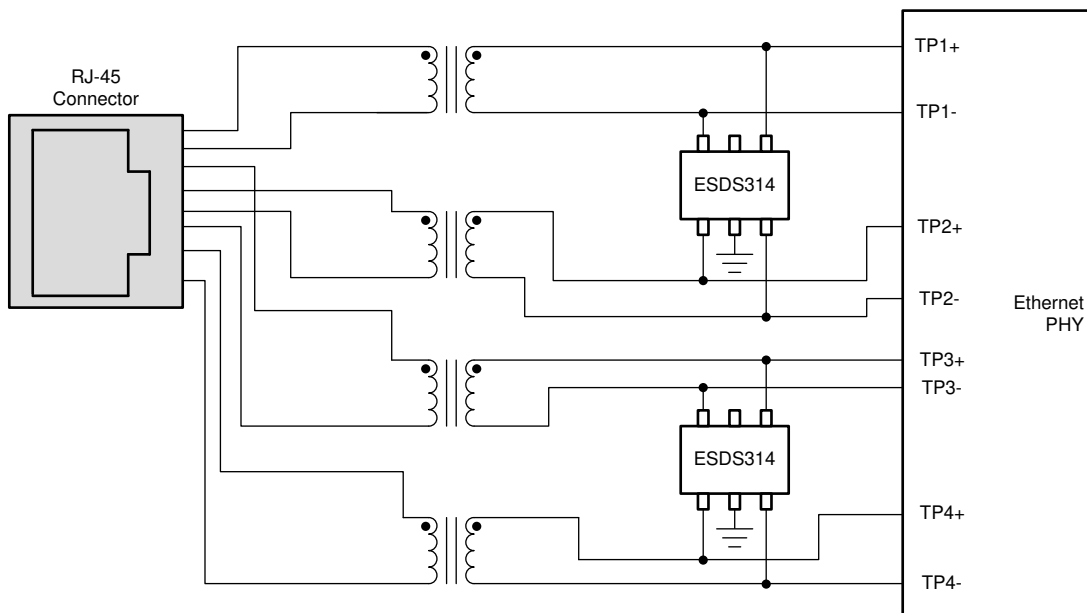 RJ-45
Connector
TP1+
TP1-
ESDS314
TP2+
TP2-
Ethernet
PHY
TP3+
TP3-
ESDS314
TP4+
TP4-